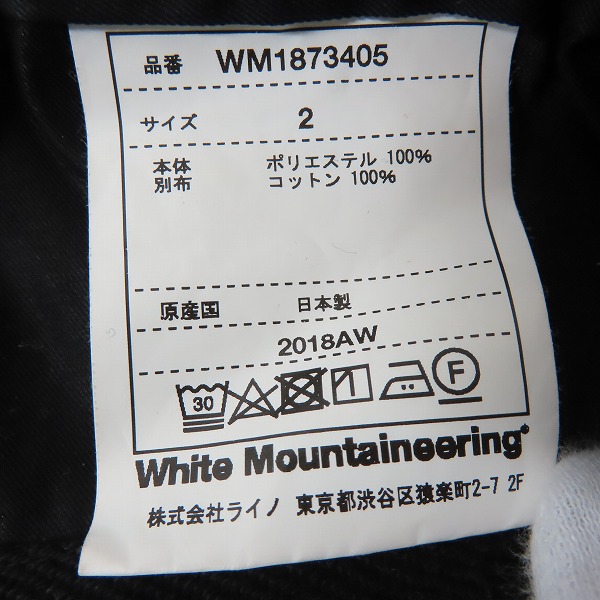 品番 WM1873405
サイズ 2
本体 ポリエステル 100%
別布 コットン 100%
原産国 日本製
2018AW
30 F
White Mountaineering®
株式会社ライノ 東京都渋谷区猿楽町2-7 2F